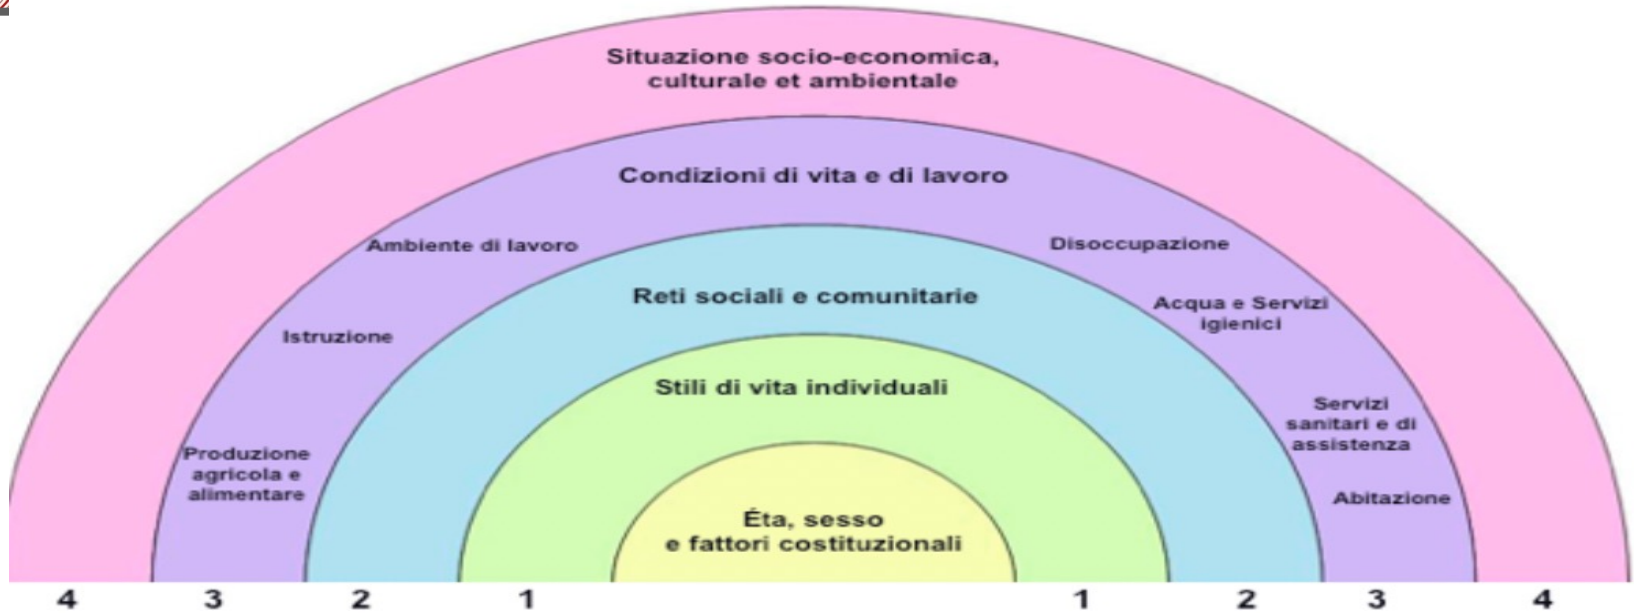 Situazione socio-economica,
culturale et ambientale
Condizioni di vita e di lavoro
Ambiente di lavoro
Disoccupazione
Reti sociali e comunitarie
Acqua e Servizi
igienici
Istruzione
Stili di vita individuali
Servizi
sanitari e di
assistenza
Produzione
agricola e
alimentare
Abitazione
Éta, sesso
e fattori costituzionali
4 3 2 1 1 2 3 4